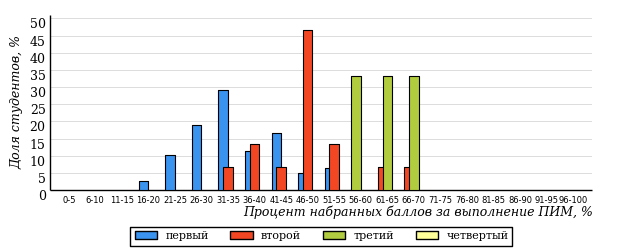 Доля студентов, %
50
45
40
35
30
25
20
15
10
5
0
0-5 6-10 11-15 16-20 21-25 26-30 31-35 36-40 41-45 46-50 51-55 56-60 61-65 66-70 71-75 76-80 81-85 86-90 91-95 96-100
Процент набранных баллов за выполнение ПИМ, %
первый второй третий четвертый